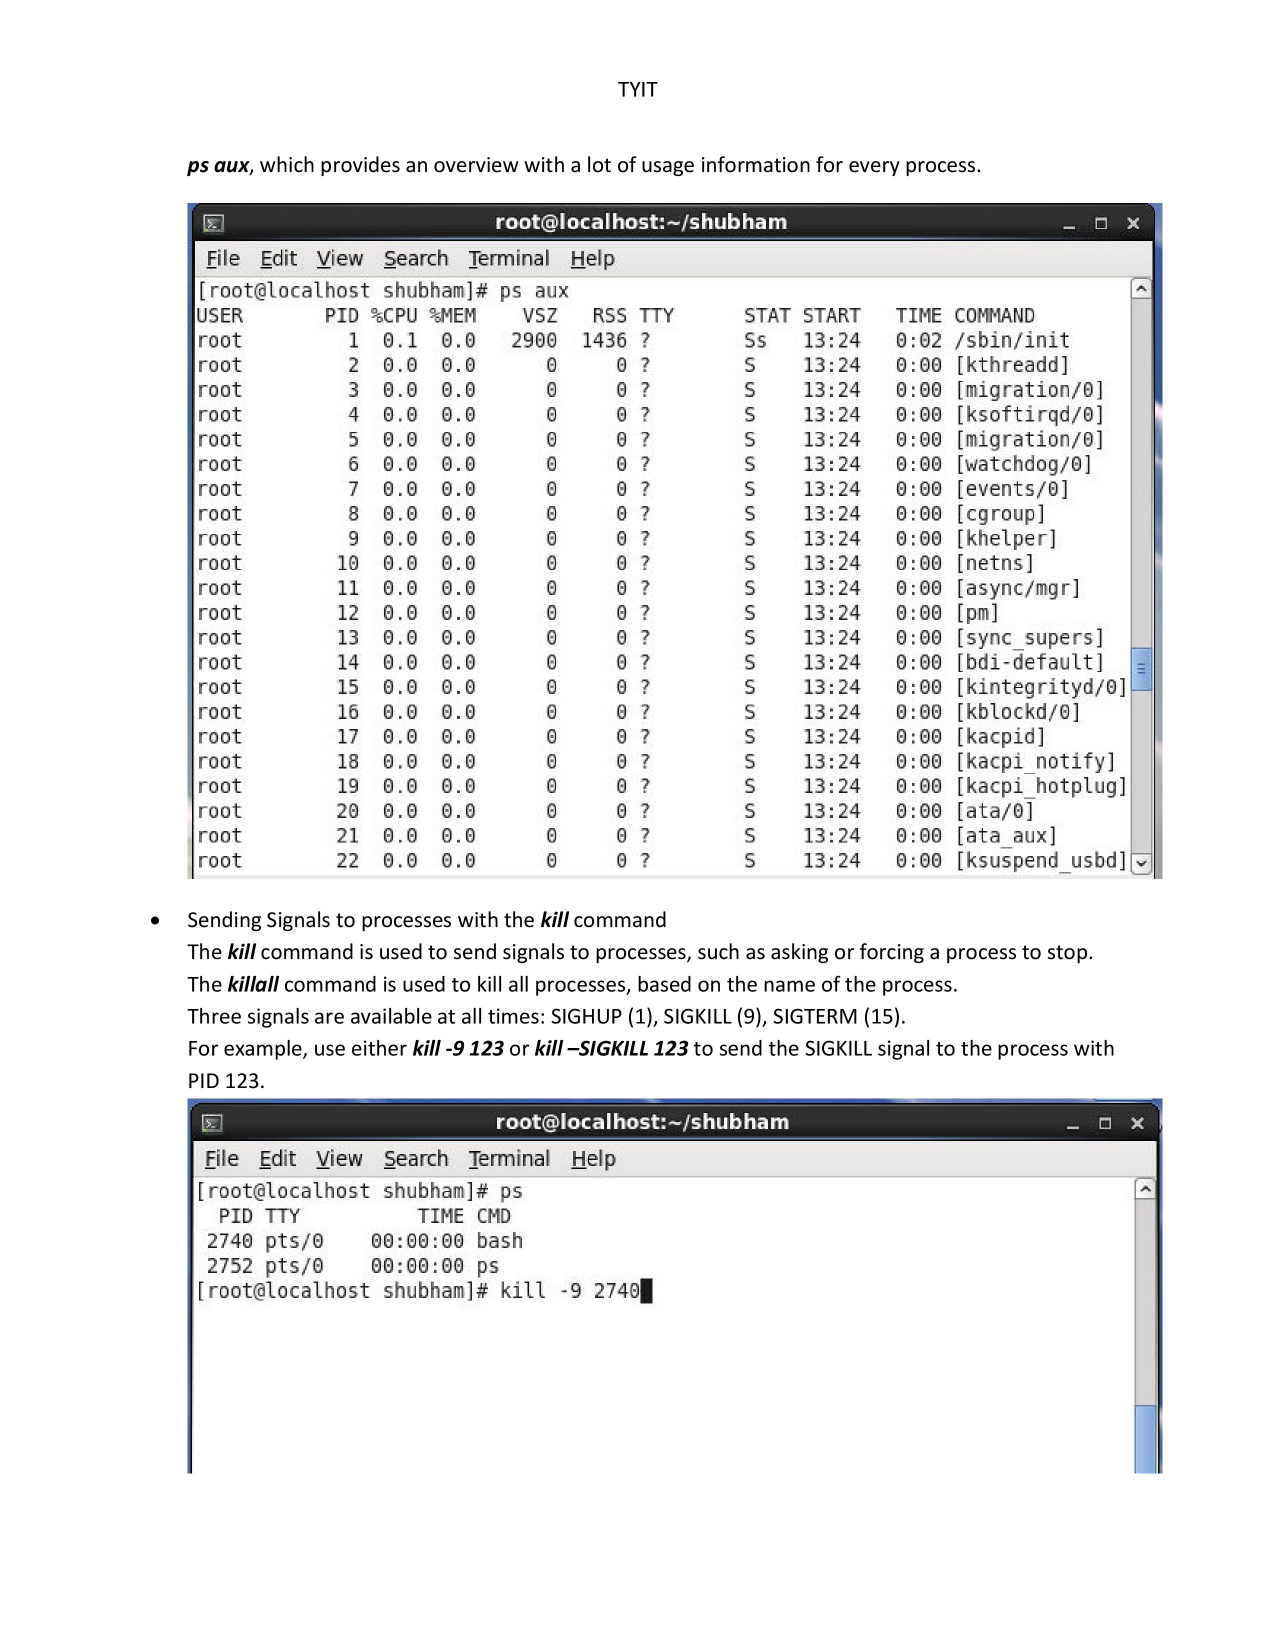 TYIT
ps aux, which provides an overview with a lot of usage information for every process.
root@localhost:~/shubham
File Edit View Search Terminal Help
[root@localhost shubham]# ps aux
USER PID %CPU %MEM VSZ RSS TTY STAT START TIME COMMAND
root 1 0.1 0.0 2900 1436 ? Ss 13:24 0:02 /sbin/init
root 2 0.0 0.0 0 0 ? S 13:24 0:00 [kthreadd]
root 3 0.0 0.0 0 0 ? S 13:24 0:00 [migration/0]
root 4 0.0 0.0 0 0 ? S 13:24 0:00 [ksoftirqd/0]
root 5 0.0 0.0 0 0 ? S 13:24 0:00 [migration/0]
root 6 0.0 0.0 0 0 ? S 13:24 0:00 [watchdog/0]
root 7 0.0 0.0 0 0 ? S 13:24 0:00 [events/0]
root 8 0.0 0.0 0 0 ? S 13:24 0:00 [cgroup]
root 9 0.0 0.0 0 0 ? S 13:24 0:00 [khelper]
root 10 0.0 0.0 0 0 ? S 13:24 0:00 [netns]
root 11 0.0 0.0 0 0 ? S 13:24 0:00 [async/mgr]
root 12 0.0 0.0 0 0 ? S 13:24 0:00 [pm]
root 13 0.0 0.0 0 0 ? S 13:24 0:00 [sync_supers]
root 14 0.0 0.0 0 0 ? S 13:24 0:00 [bdi-default]
root 15 0.0 0.0 0 0 ? S 13:24 0:00 [kintegrityd/0]
root 16 0.0 0.0 0 0 ? S 13:24 0:00 [kblockd/0]
root 17 0.0 0.0 0 0 ? S 13:24 0:00 [kacpid]
root 18 0.0 0.0 0 0 ? S 13:24 0:00 [kacpi_notify]
root 19 0.0 0.0 0 0 ? S 13:24 0:00 [kacpi_hotplug]
root 20 0.0 0.0 0 0 ? S 13:24 0:00 [ata/0]
root 21 0.0 0.0 0 0 ? S 13:24 0:00 [ata_aux]
root 22 0.0 0.0 0 0 ? S 13:24 0:00 [ksuspend_usbd]
• Sending Signals to processes with the kill command
The kill command is used to send signals to processes, such as asking or forcing a process to stop.
The killall command is used to kill all processes, based on the name of the process.
Three signals are available at all times: SIGHUP (1), SIGKILL (9), SIGTERM (15).
For example, use either kill -9 123 or kill –SIGKILL 123 to send the SIGKILL signal to the process with
PID 123.
root@localhost:~/shubham
File Edit View Search Terminal Help
[root@localhost shubham]# ps
PID TTY TIME CMD
2740 pts/0 00:00:00 bash
2752 pts/0 00:00:00 ps
[root@localhost shubham]# kill -9 2740